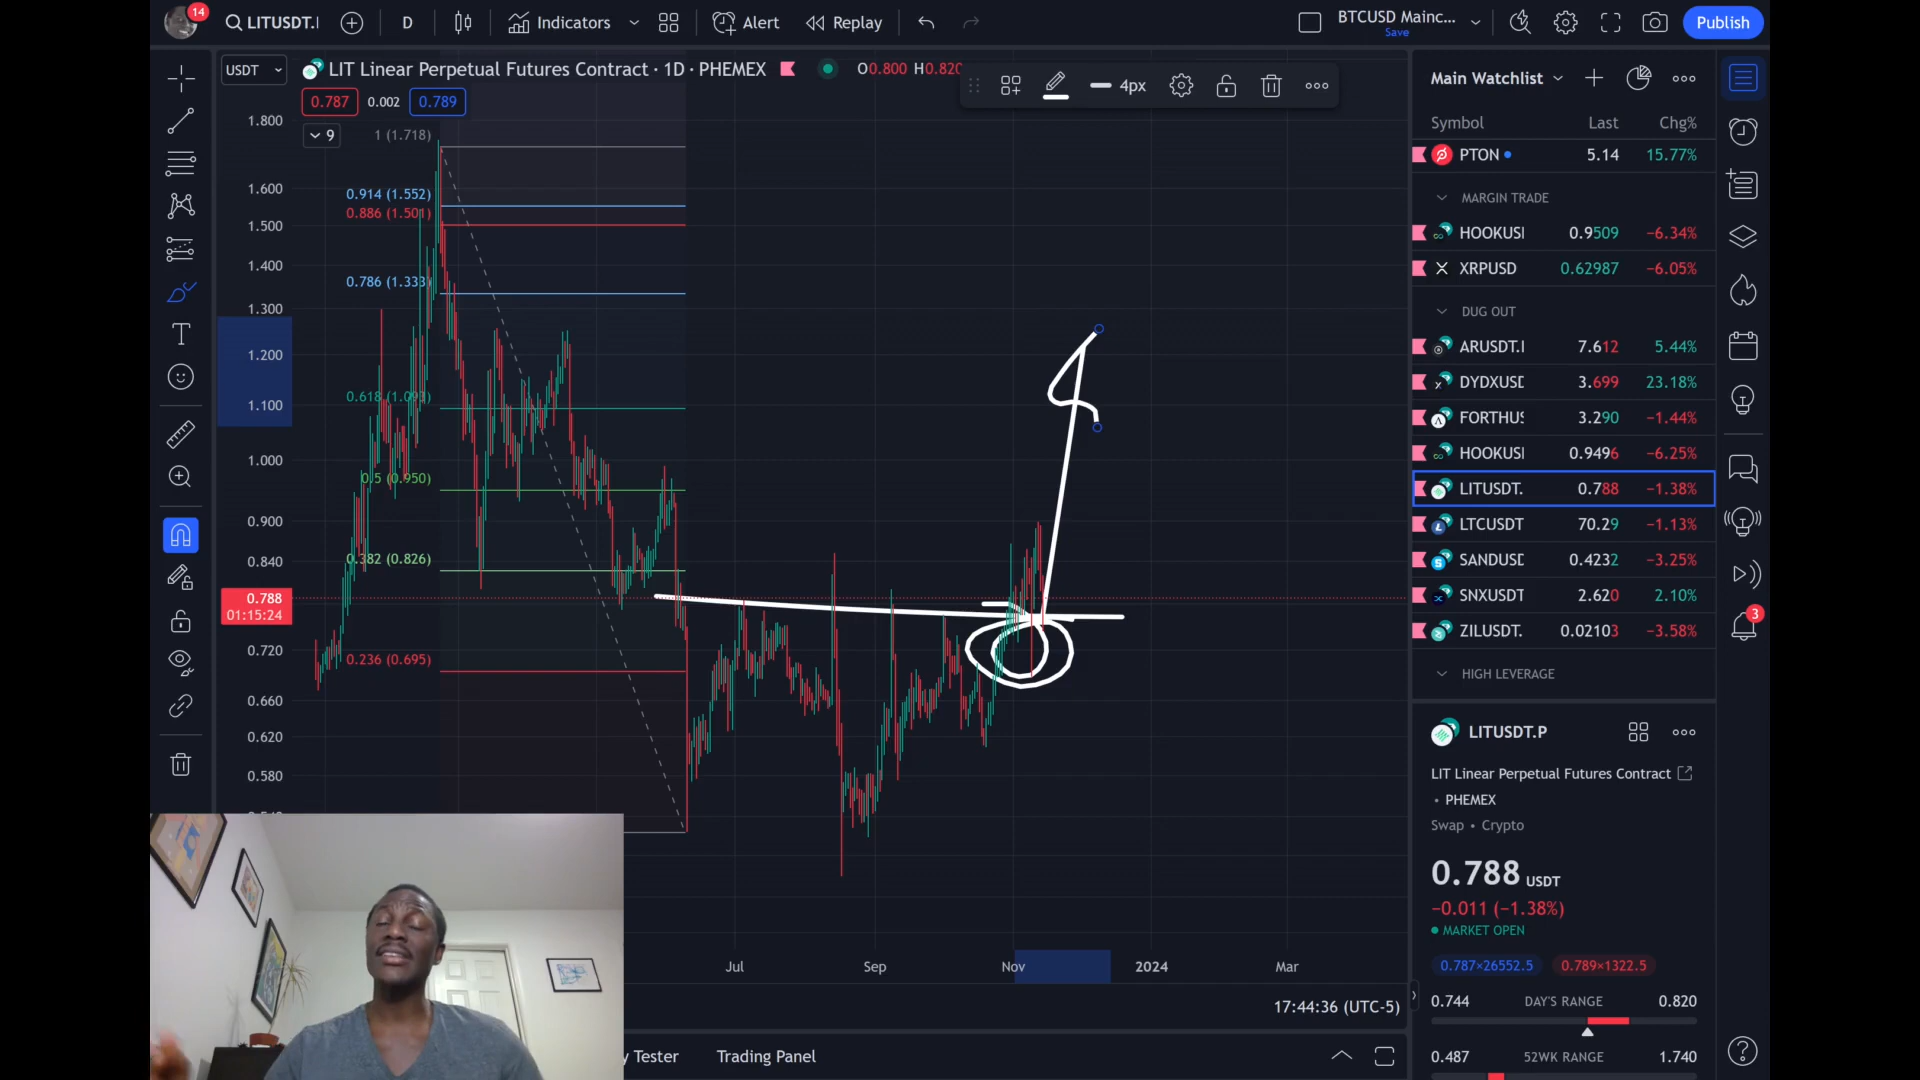 14
LITUSDT.
D
Indicators
Alert
Replay
BTCUSD Mainc...
Save
Publish
USDT
LIT Linear Perpetual Futures Contract · 1D · PHEMEX
O0.800 H0.820
4px
0.787
0.002
0.789
9
1.800
1.600
1.500
1.400
1.300
1.200
1.100
1.000
0.900
0.840
0.788
01:15:24
0.720
0.660
0.620
0.580
1 (1.718)
0.914 (1.552)
0.886 (1.501)
0.786 (1.333)
0.618 (1.093)
0.5 (0.950)
0.382 (0.826)
0.236 (0.695)
Jul
Sep
Nov
2024
Mar
17:44:36 (UTC-5)
y Tester
Trading Panel
Main Watchlist
Symbol Last Chg%
PTON 5.14 15.77%
MARGIN TRADE
HOOKUS 0.9509 −6.34%
XRPUSD 0.62987 −6.05%
DUG OUT
ARUSDT. 7.612 5.44%
DYDXUSD 3.699 23.18%
FORTHUS 3.290 −1.44%
HOOKUS 0.9496 −6.25%
LITUSDT. 0.788 −1.38%
LTCUSDT 70.29 −1.13%
SANDUSD 0.4232 −3.25%
SNXUSDT 2.620 2.10%
ZILUSDT. 0.02103 −3.58%
HIGH LEVERAGE
3
LITUSDT.P
LIT Linear Perpetual Futures Contract
• PHEMEX
Swap • Crypto
0.788 USDT
−0.011 (−1.38%)
MARKET OPEN
0.787×26552.5
0.789×1322.5
0.744 DAY'S RANGE 0.820
0.487 52WK RANGE 1.740